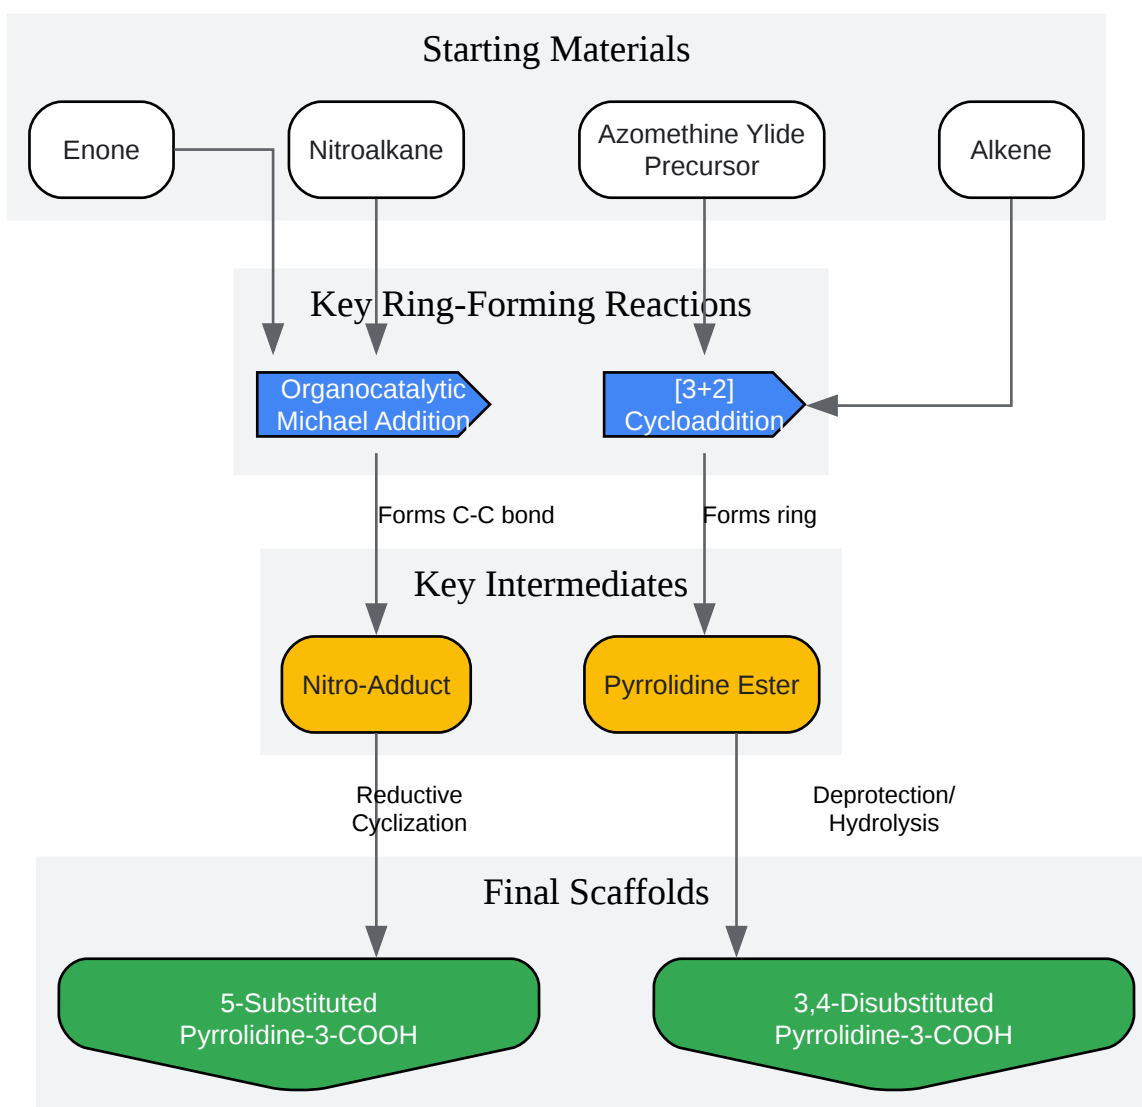 Starting Materials
Enone
Nitroalkane
Azomethine Ylide
Precursor
Alkene
Key Ring-Forming Reactions
Organocatalytic
Michael Addition
[3+2]
Cycloaddition
Forms C-C bond
Forms ring
Key Intermediates
Nitro-Adduct
Pyrrolidine Ester
Reductive
Cyclization
Deprotection/
Hydrolysis
Final Scaffolds
5-Substituted
Pyrrolidine-3-COOH
3,4-Disubstituted
Pyrrolidine-3-COOH